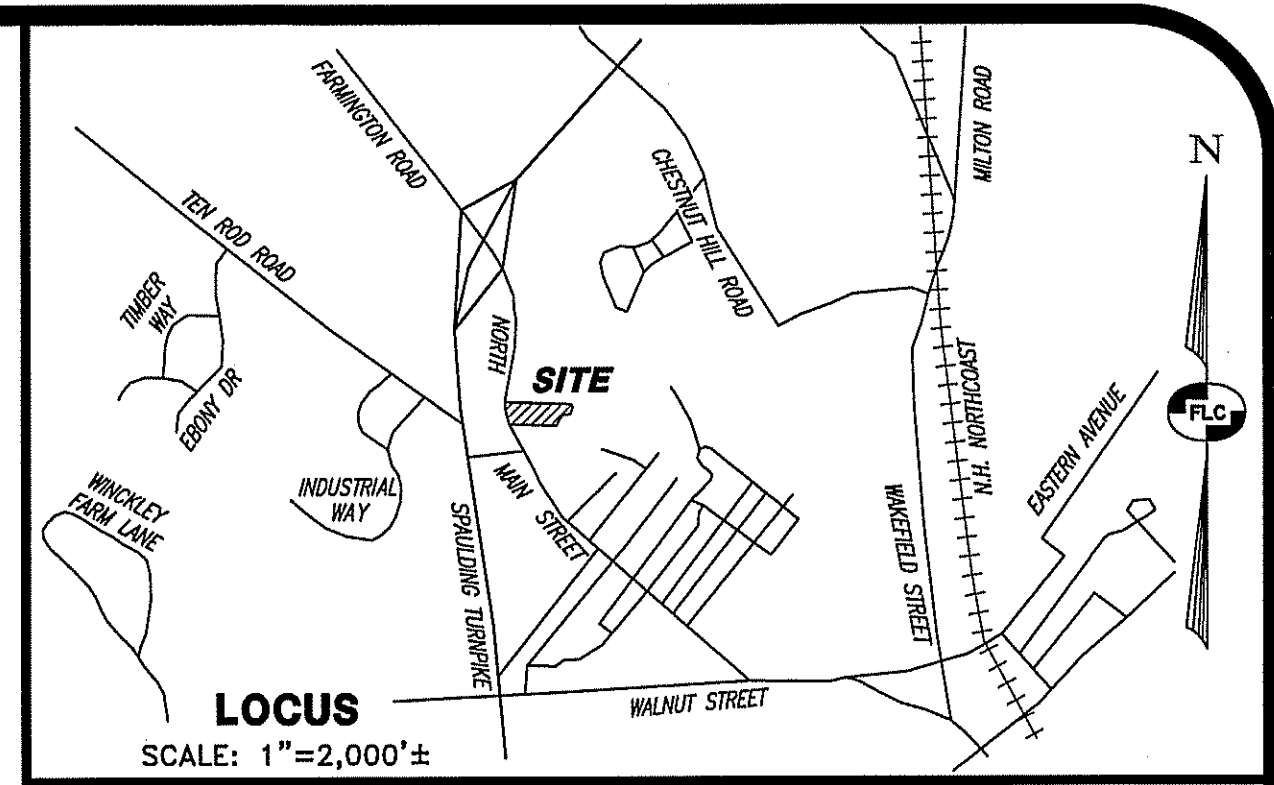 FARMINGTON ROAD
MILTON ROAD
N
CHESTNUT HILL ROAD
TEN ROD ROAD
TIMBER
WAY
NORTH
SITE
EBONY DR
N.H. NORTHCOAST
FLC
EASTERN AVENUE
MAIN
STREET
WINCKLEY
FARM LANE
INDUSTRIAL
WAY
WAKEFIELD STREET
SPAULDING TURNPIKE
LOCUS
WALNUT STREET
SCALE: 1"=2,000'±